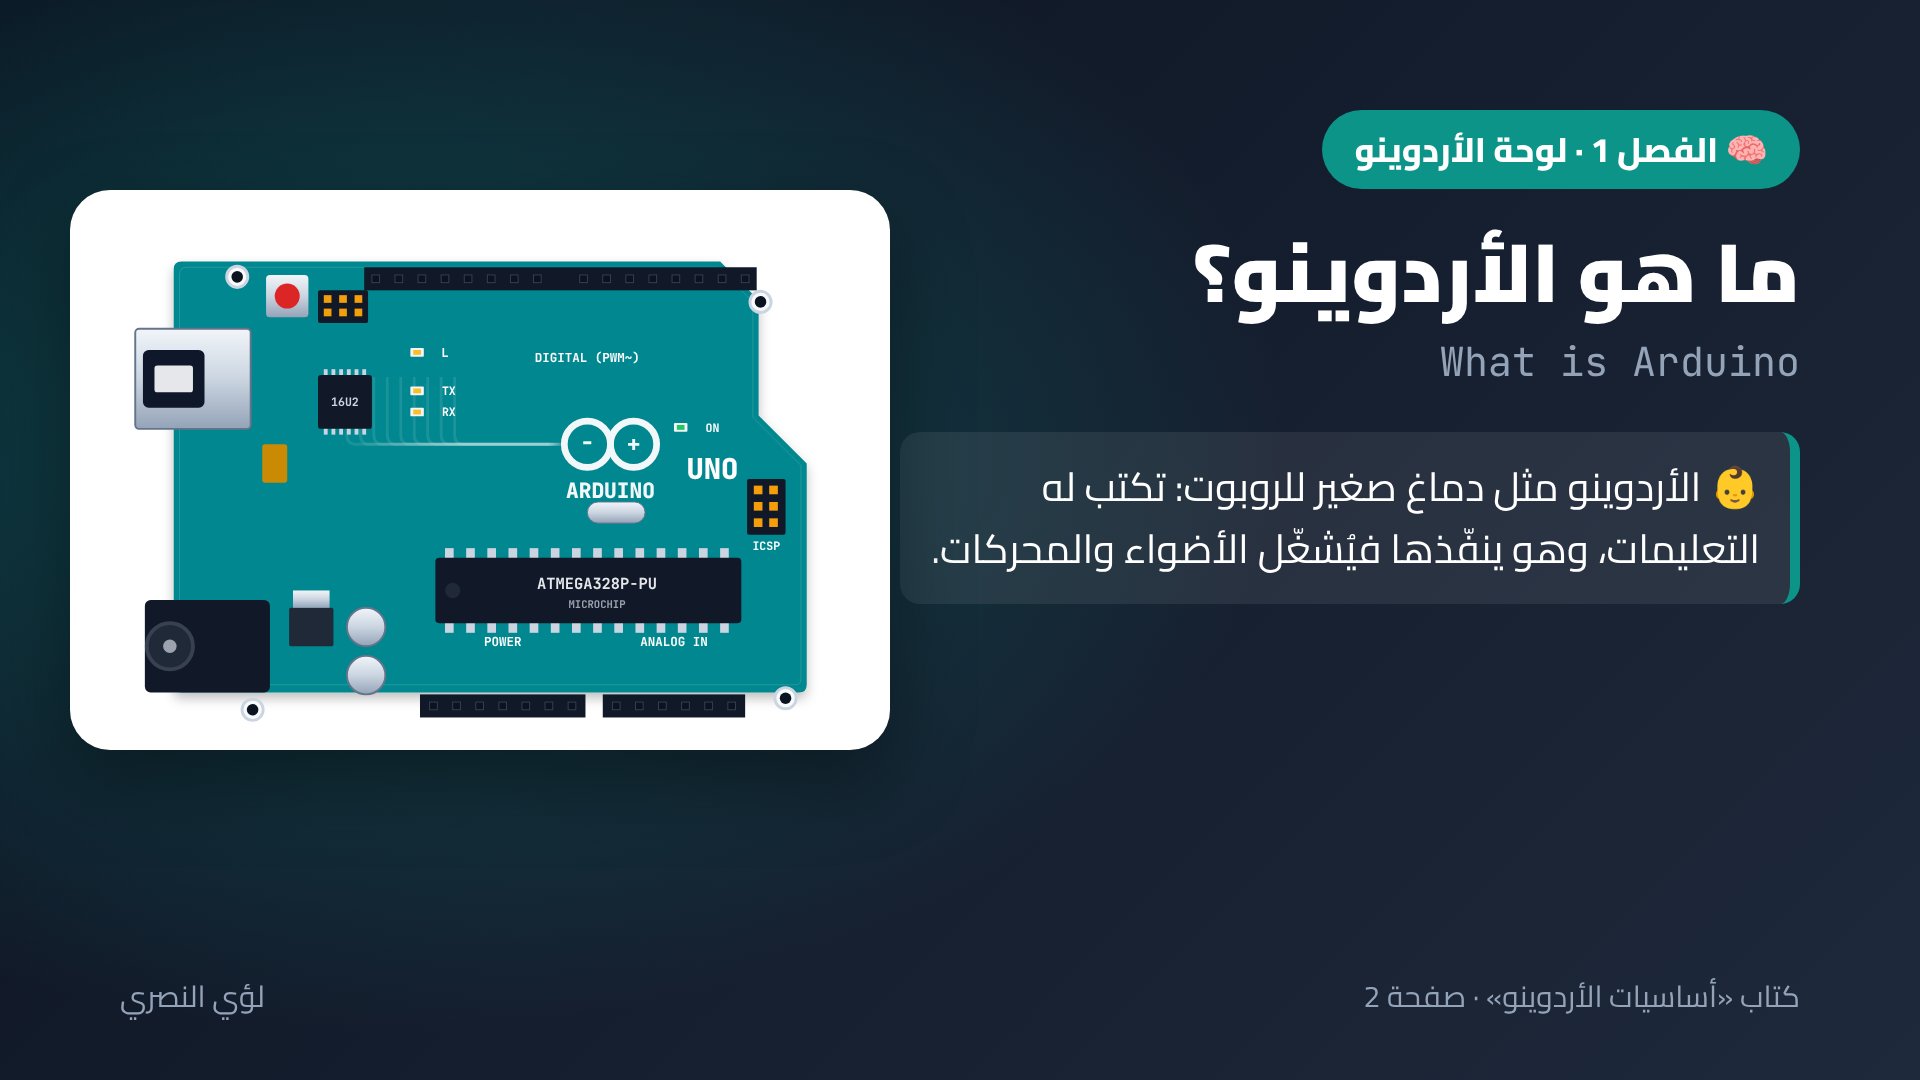 🧠 الفصل 1 · لوحة الأردوينو
ما هو الأردوينو؟
What is Arduino
👶 الأردوينو مثل دماغ صغير للروبوت: تكتب له
التعليمات، وهو ينفّذها فيُشغّل الأضواء والمحركات.
L
DIGITAL (PWM~)
TX
RX
16U2
ON
- +
UNO
ARDUINO
ICSP
ATMEGA328P-PU
MICROCHIP
POWER
ANALOG IN
كتاب «أساسيات الأردوينو» · صفحة 2
لؤي النصري